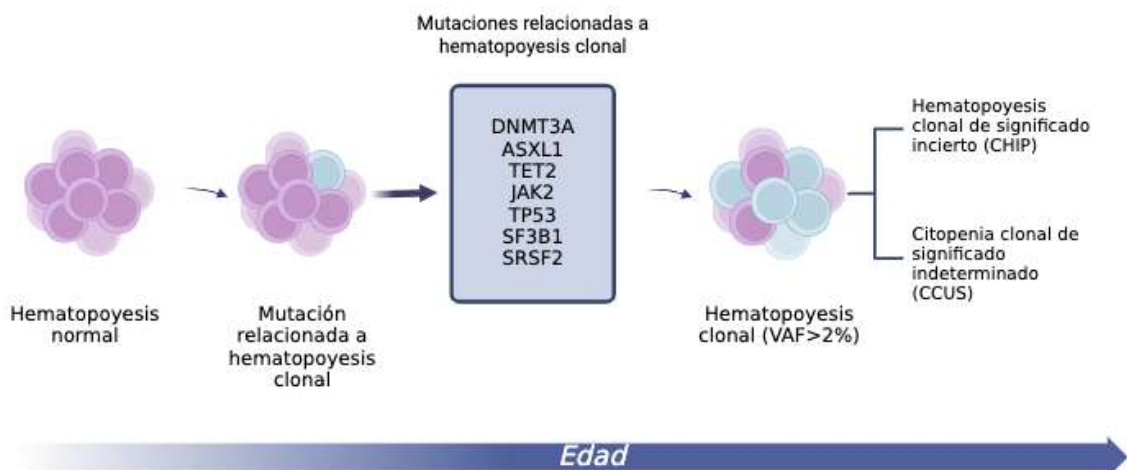 Mutaciones relacionadas a
hematopoyesis clonal
DNMT3A
ASXL1
TET2
JAK2
TP53
SF3B1
SRSF2
Hematopoyesis
normal
Mutación
relacionada a
hematopoyesis
clonal
Hematopoyesis
clonal (VAF>2%)
Hematopoyesis
clonal de significado
incierto (CHIP)
Citopenia clonal de
significado
indeterminado
(CCUS)
Edad